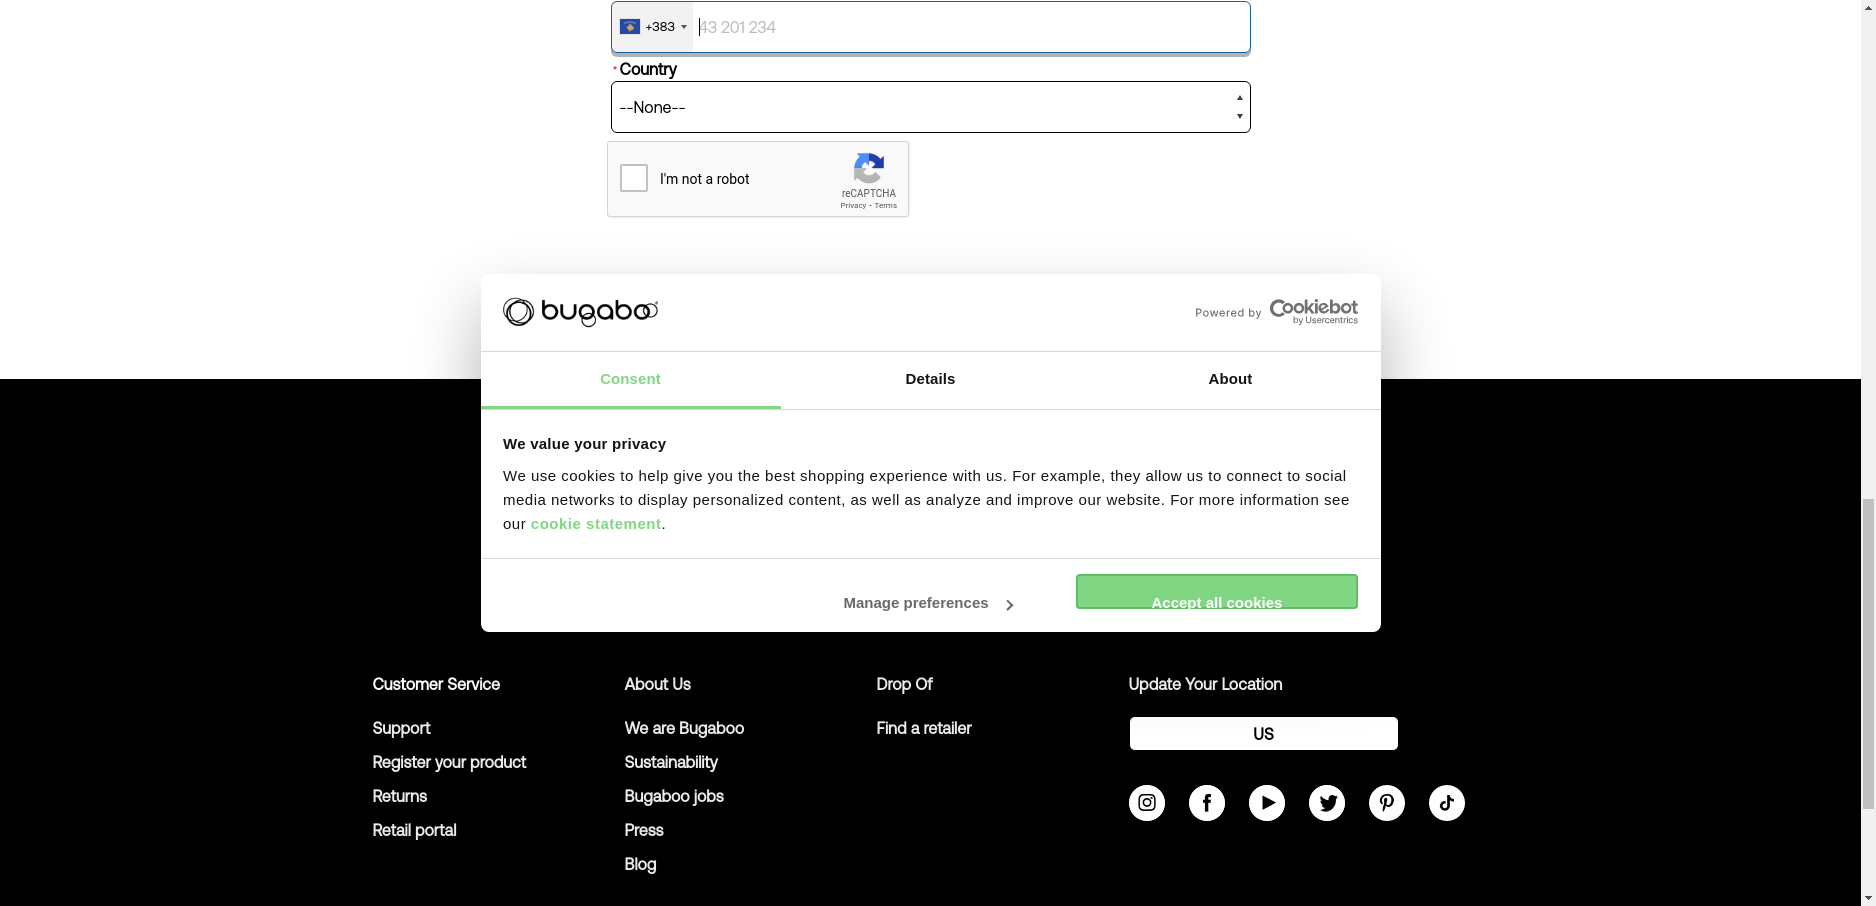 +383 43 201 234
* Country
--None--
I'm not a robot
reCAPTCHA
Privacy - Terms
bugaboo
Powered by Cookiebot
by Usercentrics
Consent Details About
We value your privacy
We use cookies to help give you the best shopping experience with us. For example, they allow us to connect to social
media networks to display personalized content, as well as analyze and improve our website. For more information see
our cookie statement.
Manage preferences Accept all cookies
Customer Service
Support
Register your product
Returns
Retail portal
About Us
We are Bugaboo
Sustainability
Bugaboo jobs
Press
Blog
Drop Of
Find a retailer
Update Your Location
US